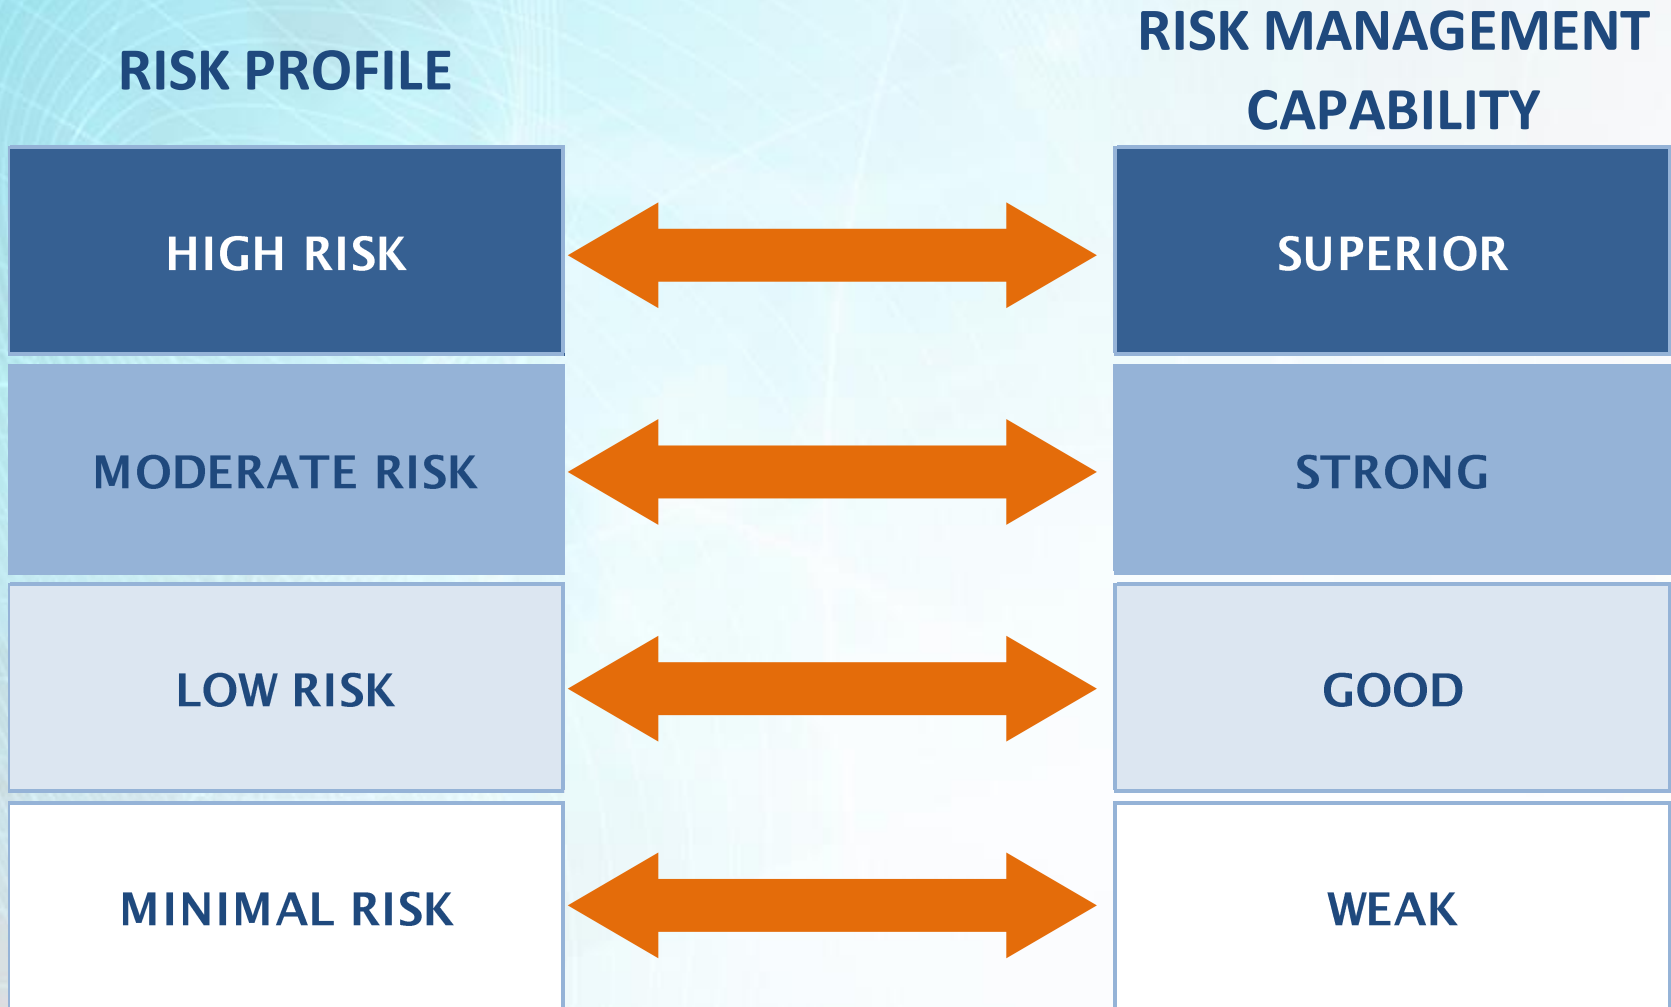 RISK PROFILE
RISK MANAGEMENT
CAPABILITY
HIGH RISK
SUPERIOR
MODERATE RISK
STRONG
LOW RISK
GOOD
MINIMAL RISK
WEAK